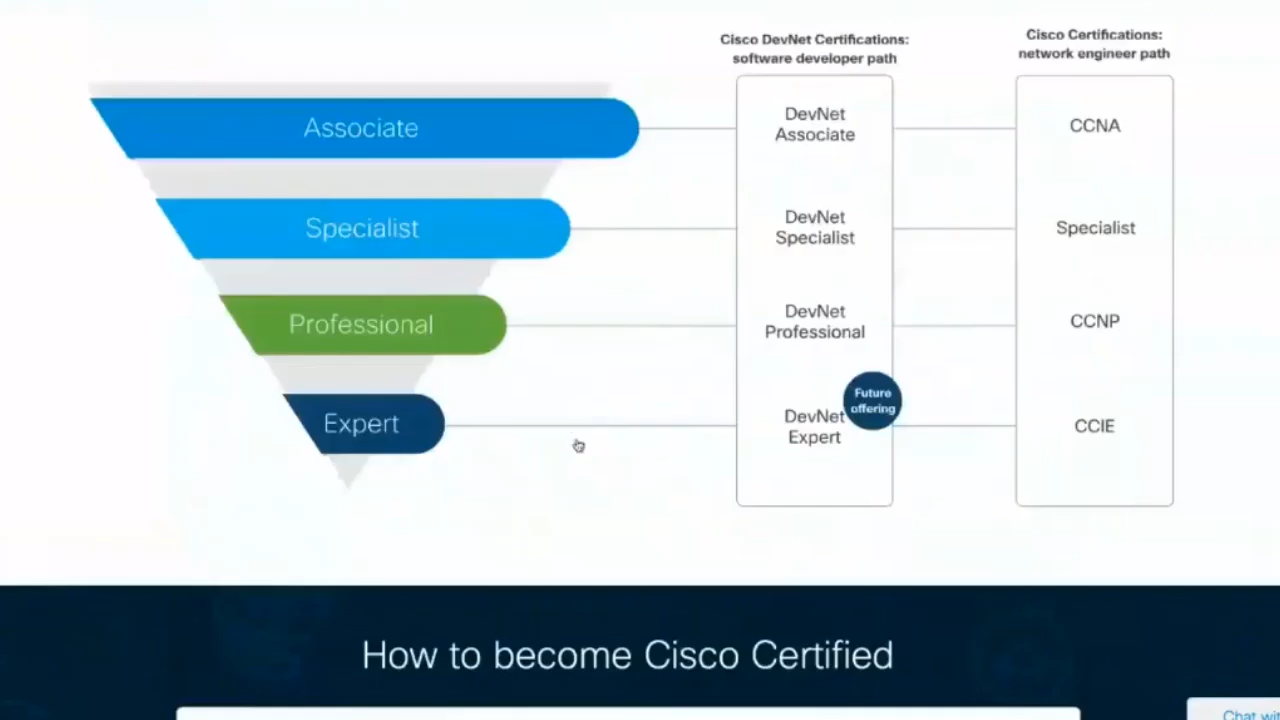 Cisco DevNet Certifications:
software developer path
Cisco Certifications:
network engineer path
Associate
DevNet
Associate
CCNA
Specialist
DevNet
Specialist
Specialist
Professional
DevNet
Professional
CCNP
Expert
DevNet
Expert
Future
offering
CCIE
How to become Cisco Certified
Chat